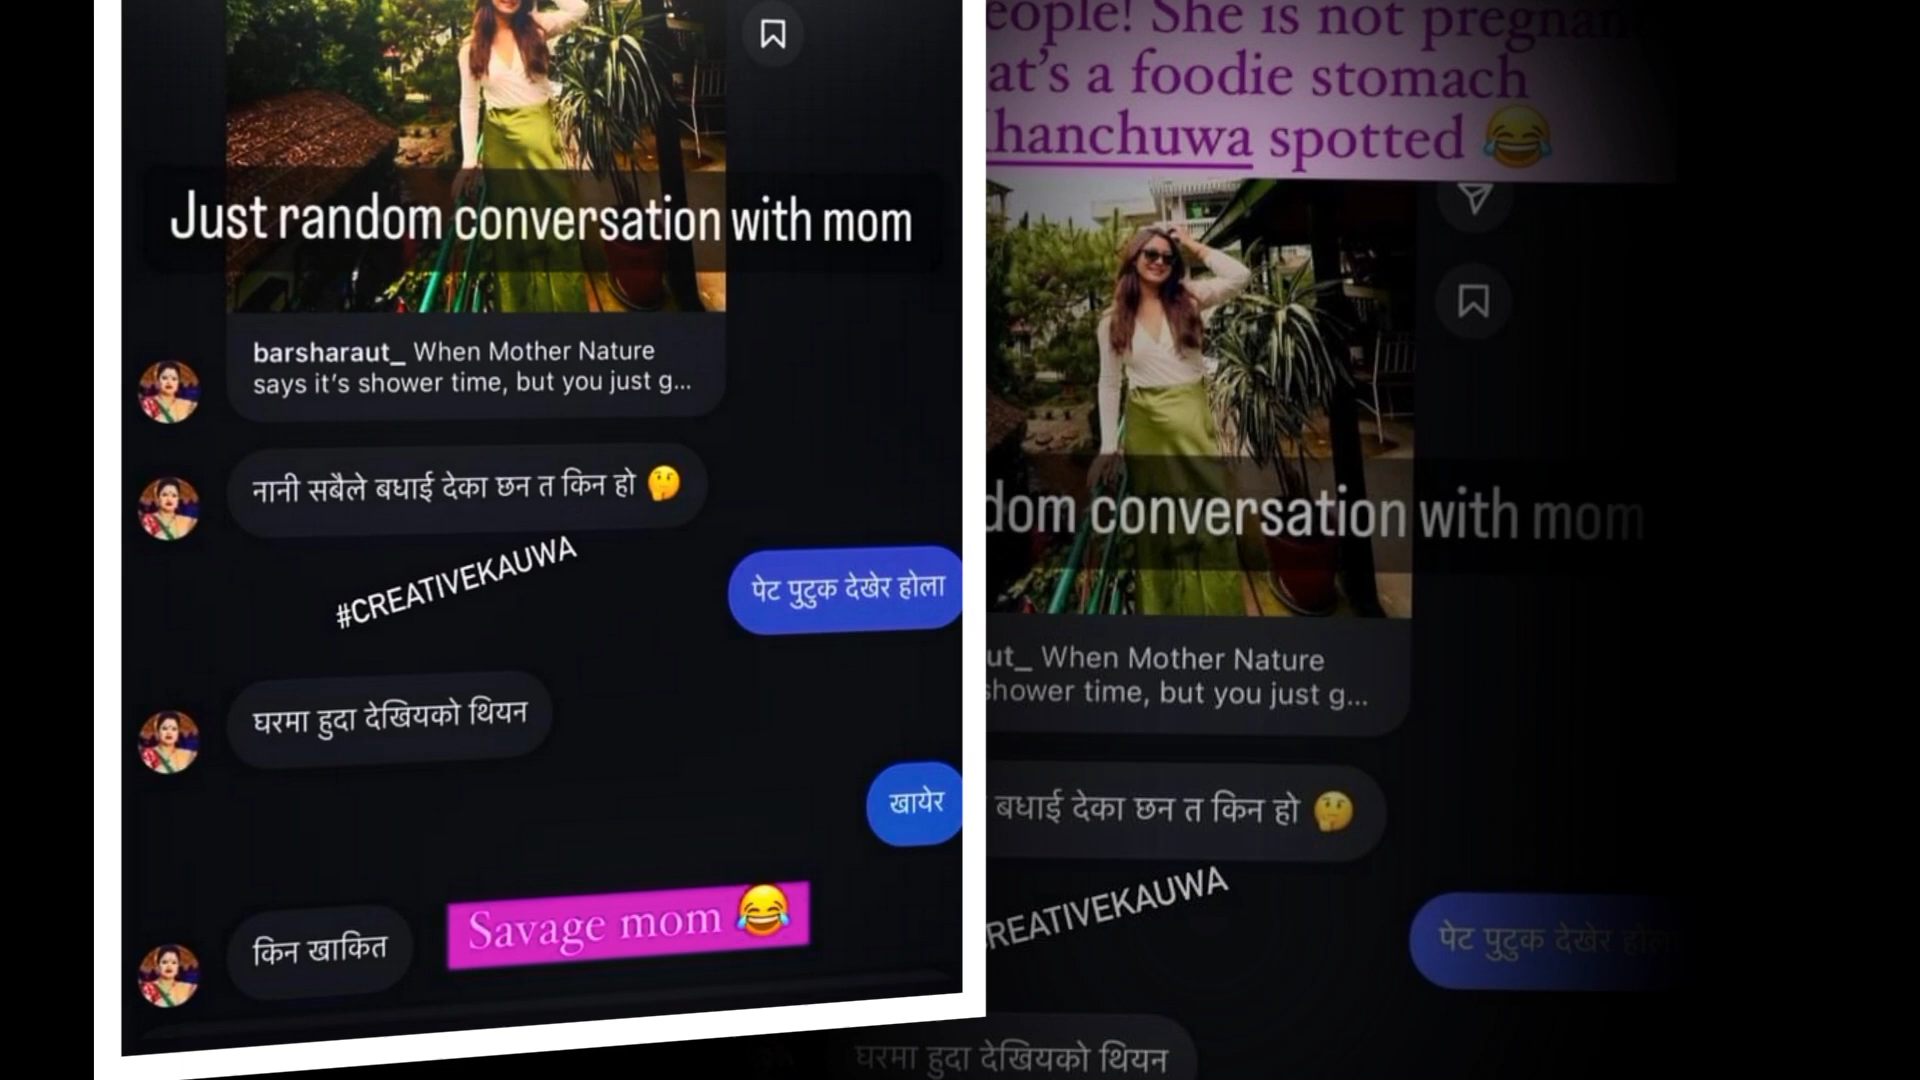 Just random conversation with mom
barsharaut_ When Mother Nature
says it's shower time, but you just g...
नानी सबैले बधाई देका छन त किन हो 🤔
#CREATIVEKAUWA
पेट पुटुक देखेर होला
घरमा हुदा देखियको थियन
खायेर
किन खाकित
Savage mom 😂
eople! She is not pregnan
at's a foodie stomach
hanchuwa spotted 😂
dom conversation with mom
ut_ When Mother Nature
shower time, but you just g...
बधाई देका छन त किन हो 🤔
REATIVEKAUWA
पेट पुटुक देखेर होला
घरमा हुदा देखियको थियन